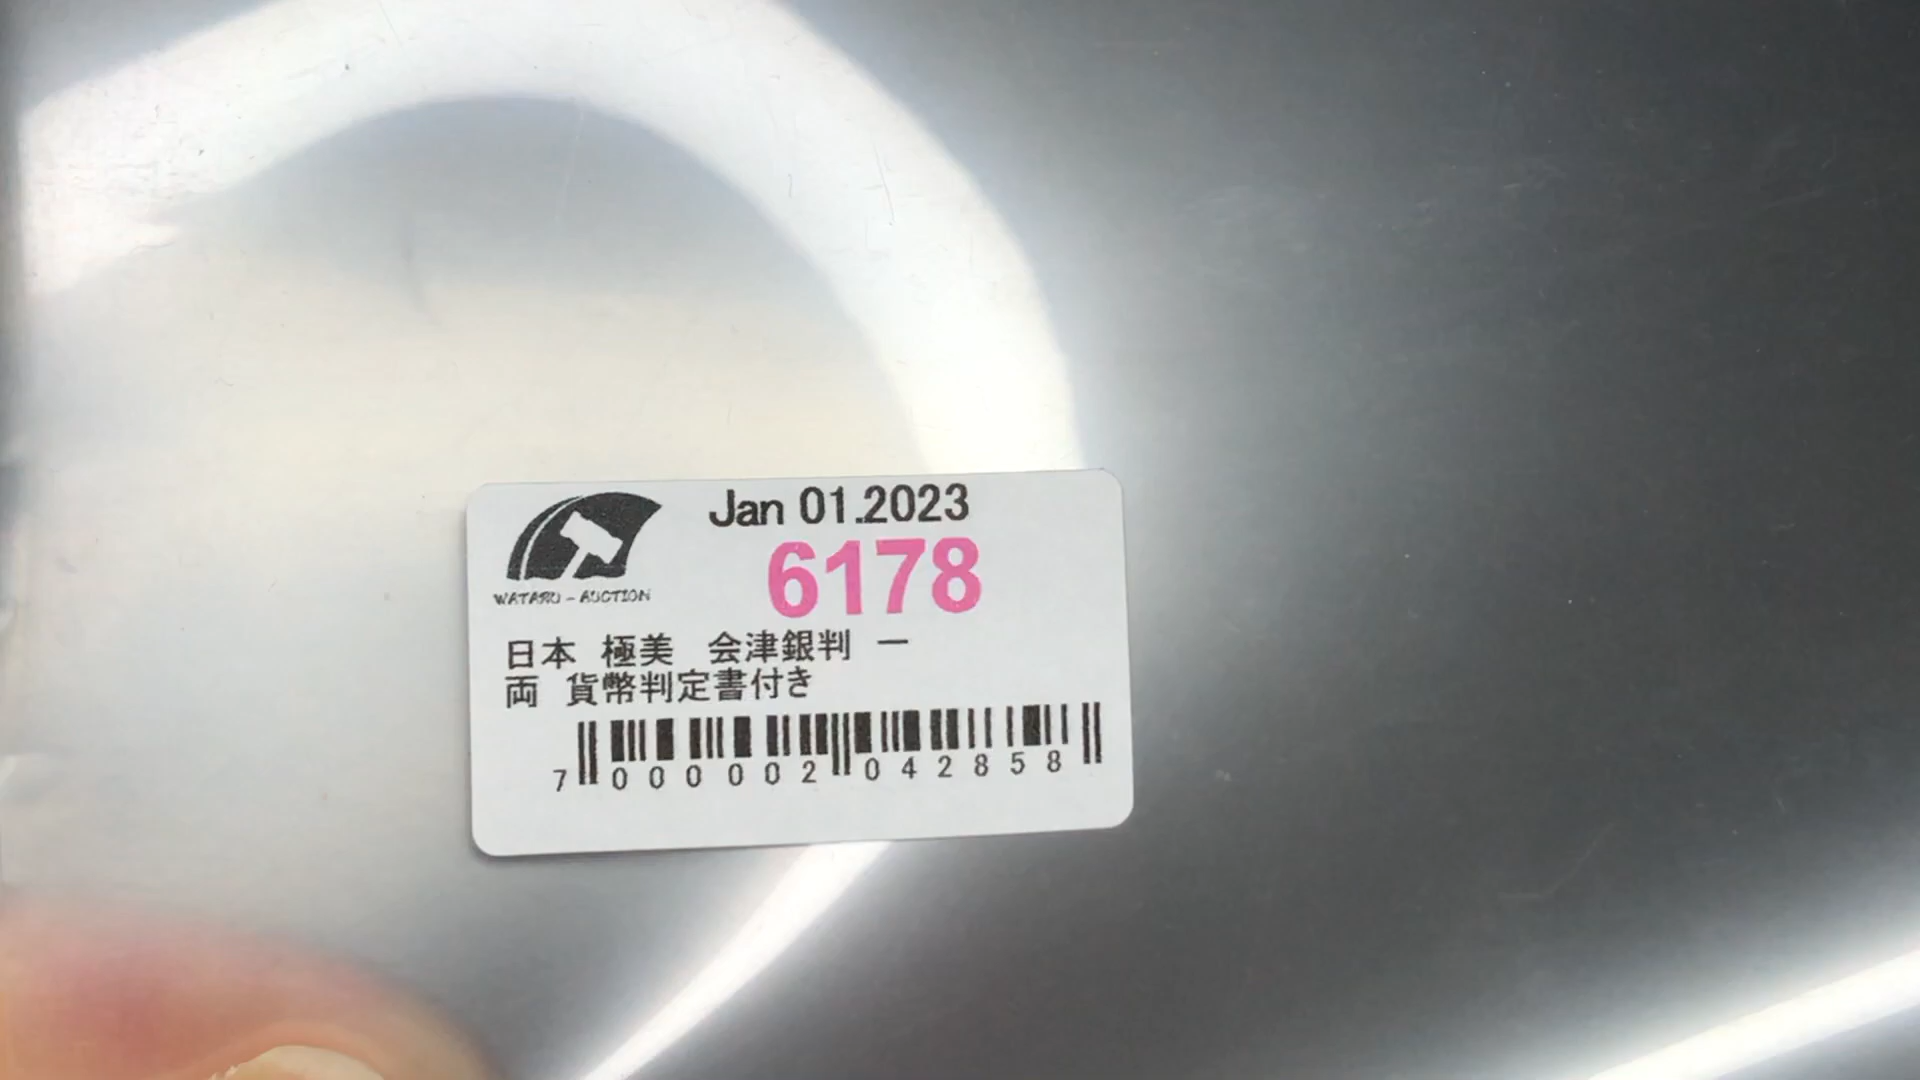 Jan 01.2023
6178
WATARU-AUCTION
日本 極美 会津銀判 一
両 貨幣判定書付き
7 000002 042858